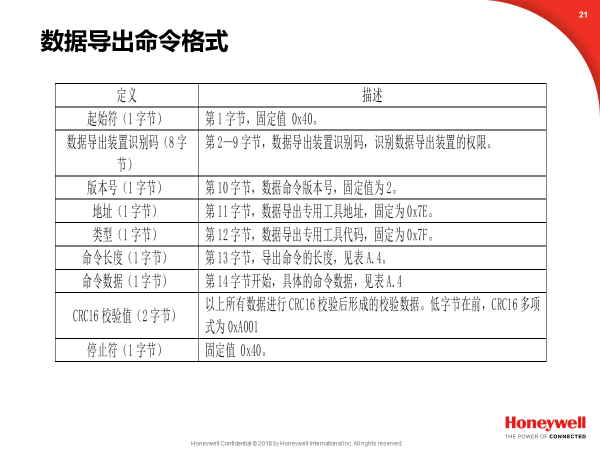 21
数据导出命令格式
定义 描述
起始符（1字节） 第1字节，固定值 0x40。
数据导出装置识别码（8字 第2—9字节，数据导出装置识别码，识别数据导出装置的权限。
节）
版本号（1字节） 第10字节，数据命令版本号，固定值为2。
地址（1字节） 第11字节，数据导出专用工具地址，固定为0x7E。
类型（1字节） 第12字节，数据导出专用工具代码，固定为0x7F。
命令长度（1字节） 第13字节，导出命令的长度，见表A.4。
命令数据（1字节） 第14字节开始，具体的命令数据，见表A.4
CRC16校验值（2字节） 以上所有数据进行CRC16校验后形成的校验数据。低字节在前，CRC16多项
式为0xA001
停止符（1字节） 固定值 0x40。
Honeywell
THE POWER OF CONNECTED
Honeywell Confidential © 2018 by Honeywell International Inc. All rights reserved.